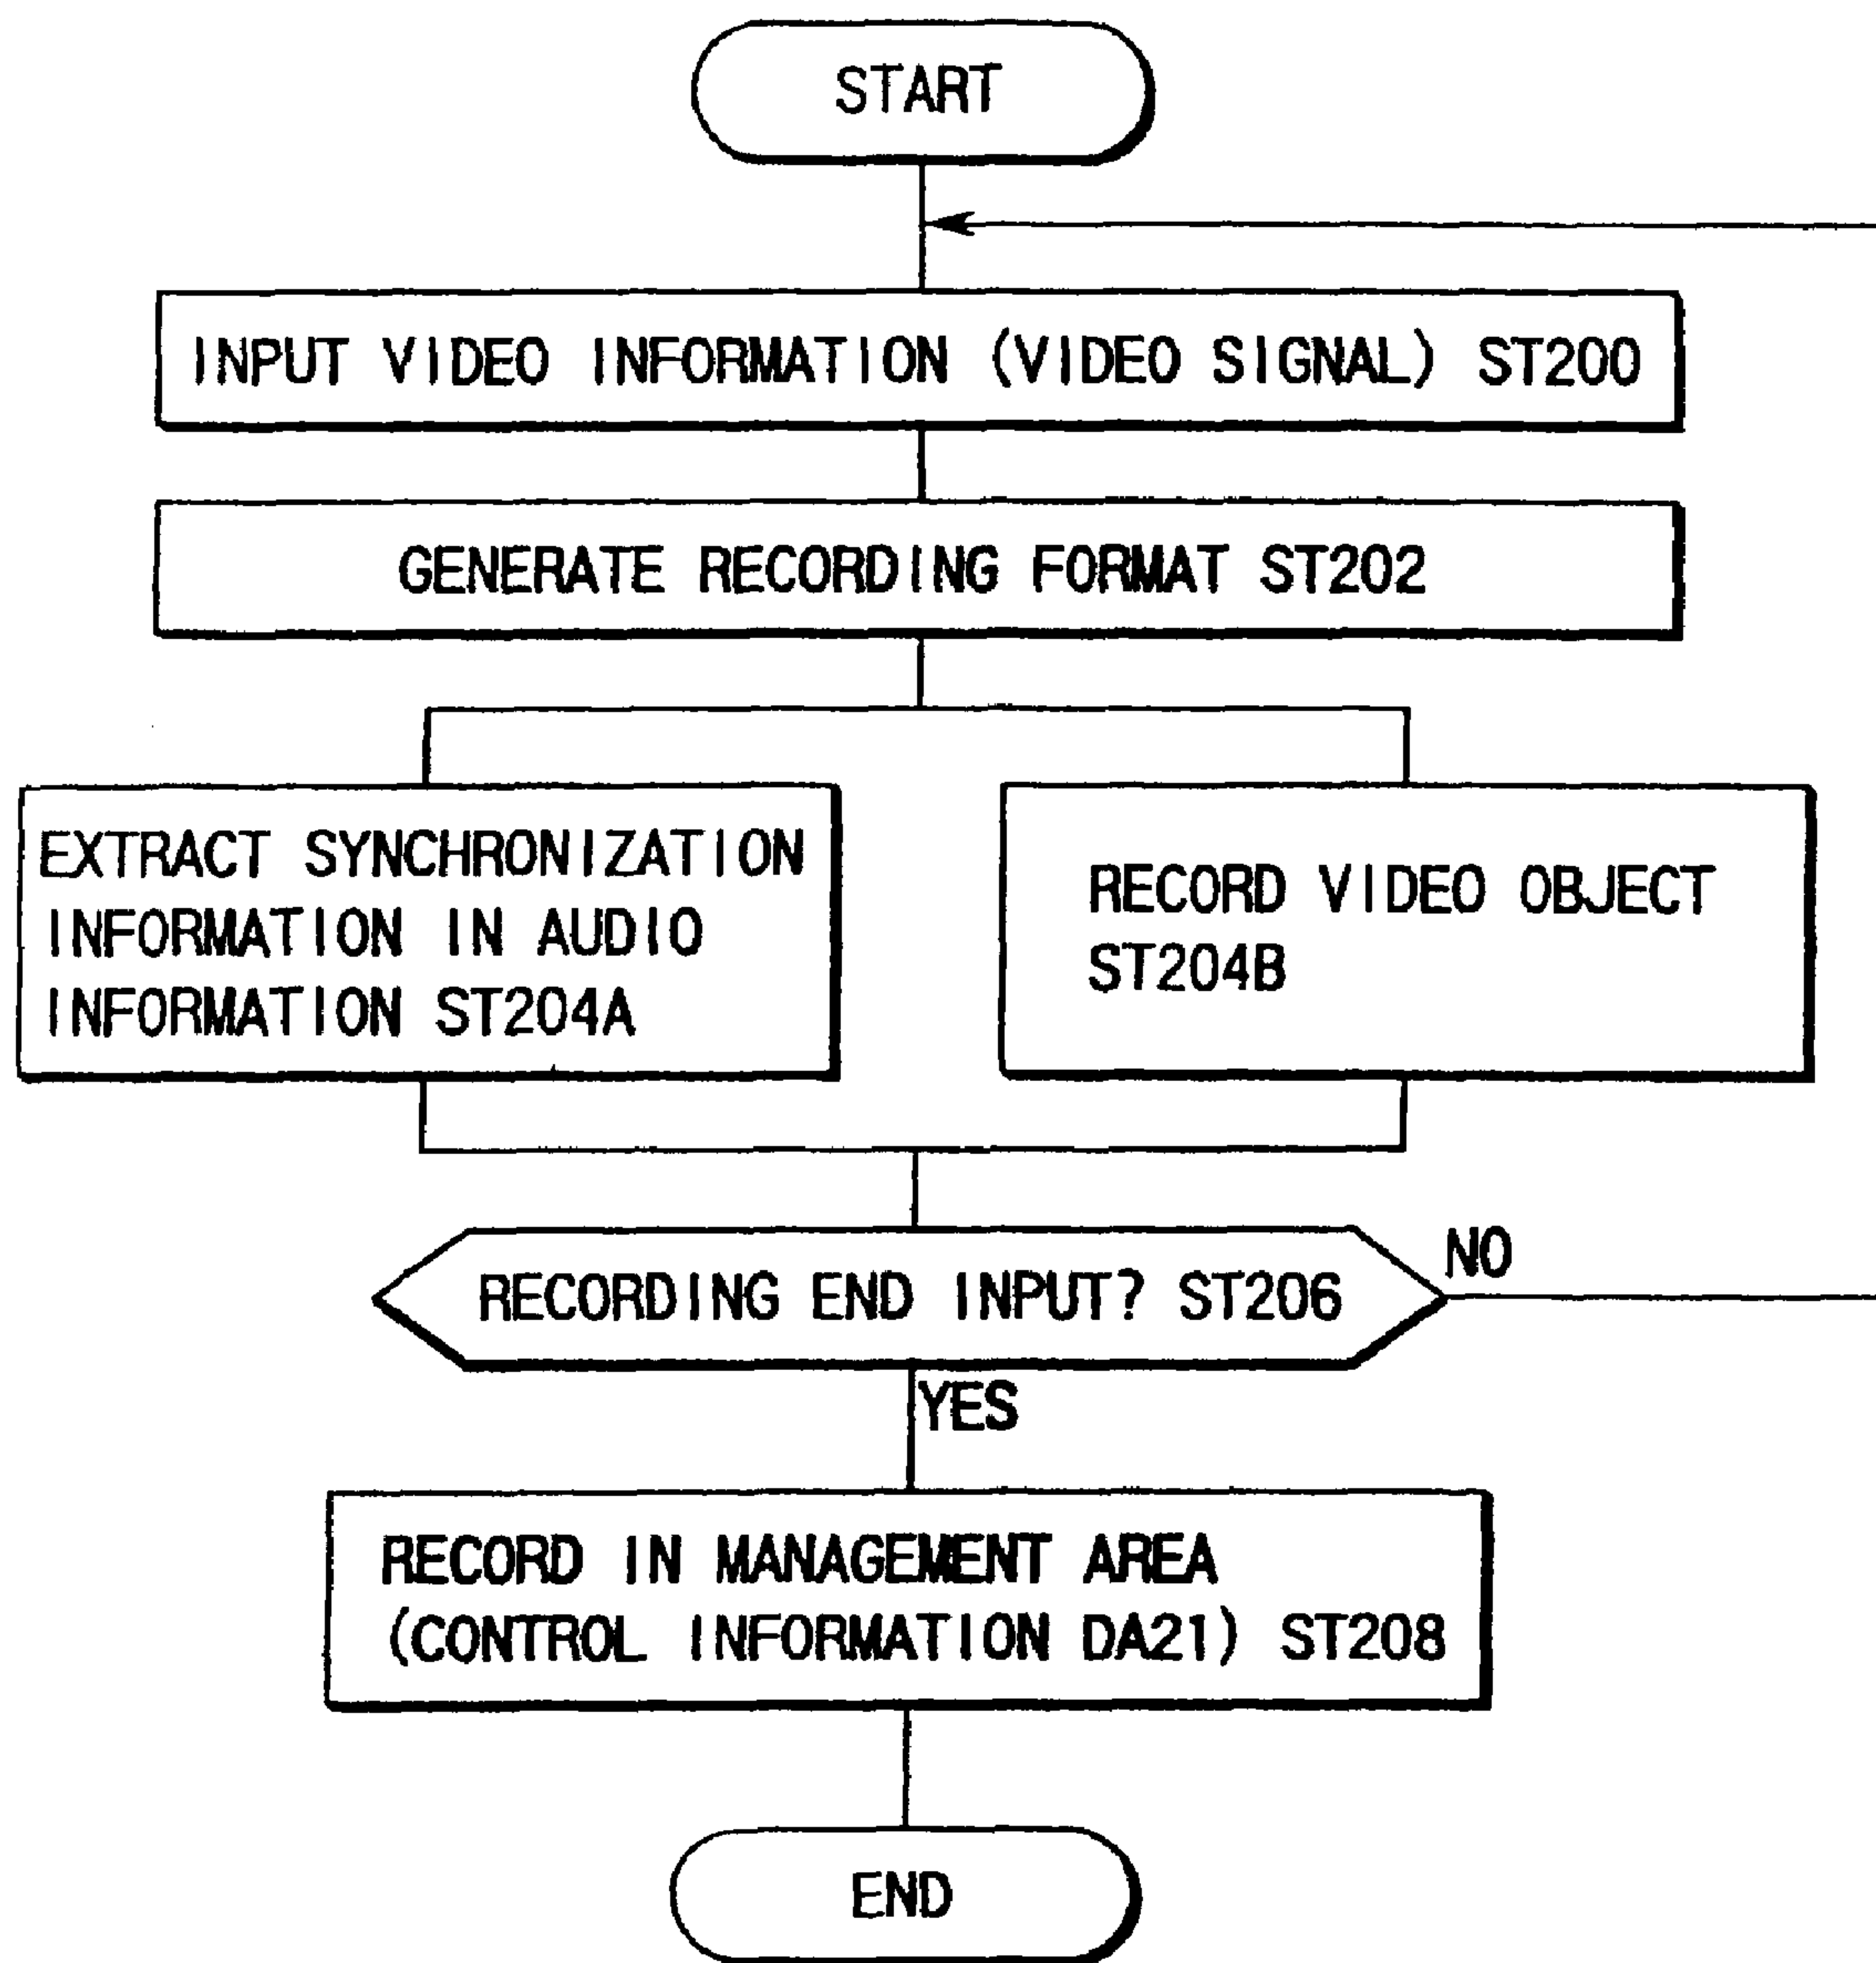 START
INPUT VIDEO INFORMATION (VIDEO SIGNAL) ST200
GENERATE RECORDING FORMAT ST202
EXTRACT SYNCHRONIZATION
INFORMATION IN AUDIO
INFORMATION ST204A
RECORD VIDEO OBJECT
ST204B
RECORDING END INPUT? ST206
NO
YES
RECORD IN MANAGEMENT AREA
(CONTROL INFORMATION DA21) ST208
END